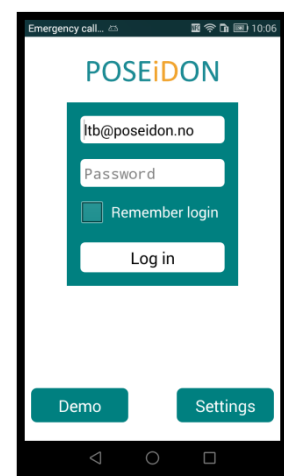 Emergency call... 10:06
POSEiDON
ltb@poseidon.no
Password
Remember login
Log in
Demo Settings